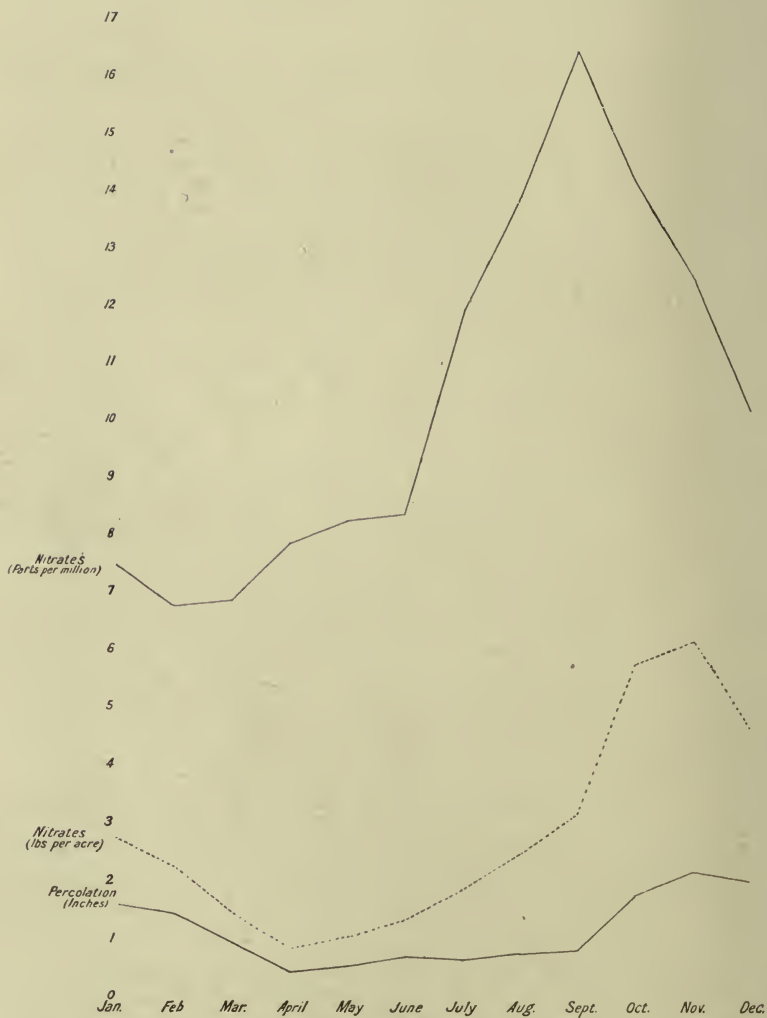 17
16
15
14
13
12
11
10
9
8
Nitrates
(Parts per million)
7
6
5
4
3
Nitrates
(lbs per acre)
2
Percolation
(Inches)
1
0
Jan. Feb Mar. April May June July Aug. Sept. Oct. Nov. Dec.